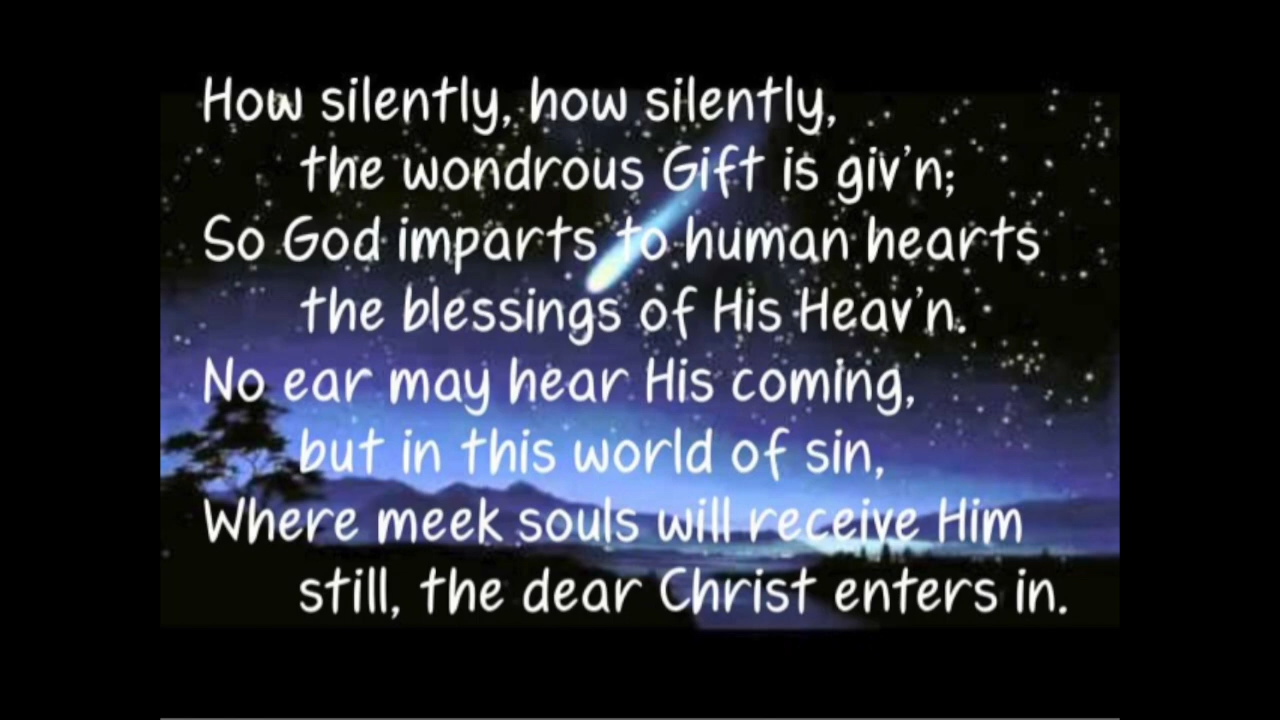 How silently, how silently,
the wondrous Gift is giv'n;
So God imparts to human hearts
the blessings of His Heav'n.
No ear may hear His coming,
but in this world of sin,
Where meek souls will receive Him
still, the dear Christ enters in.